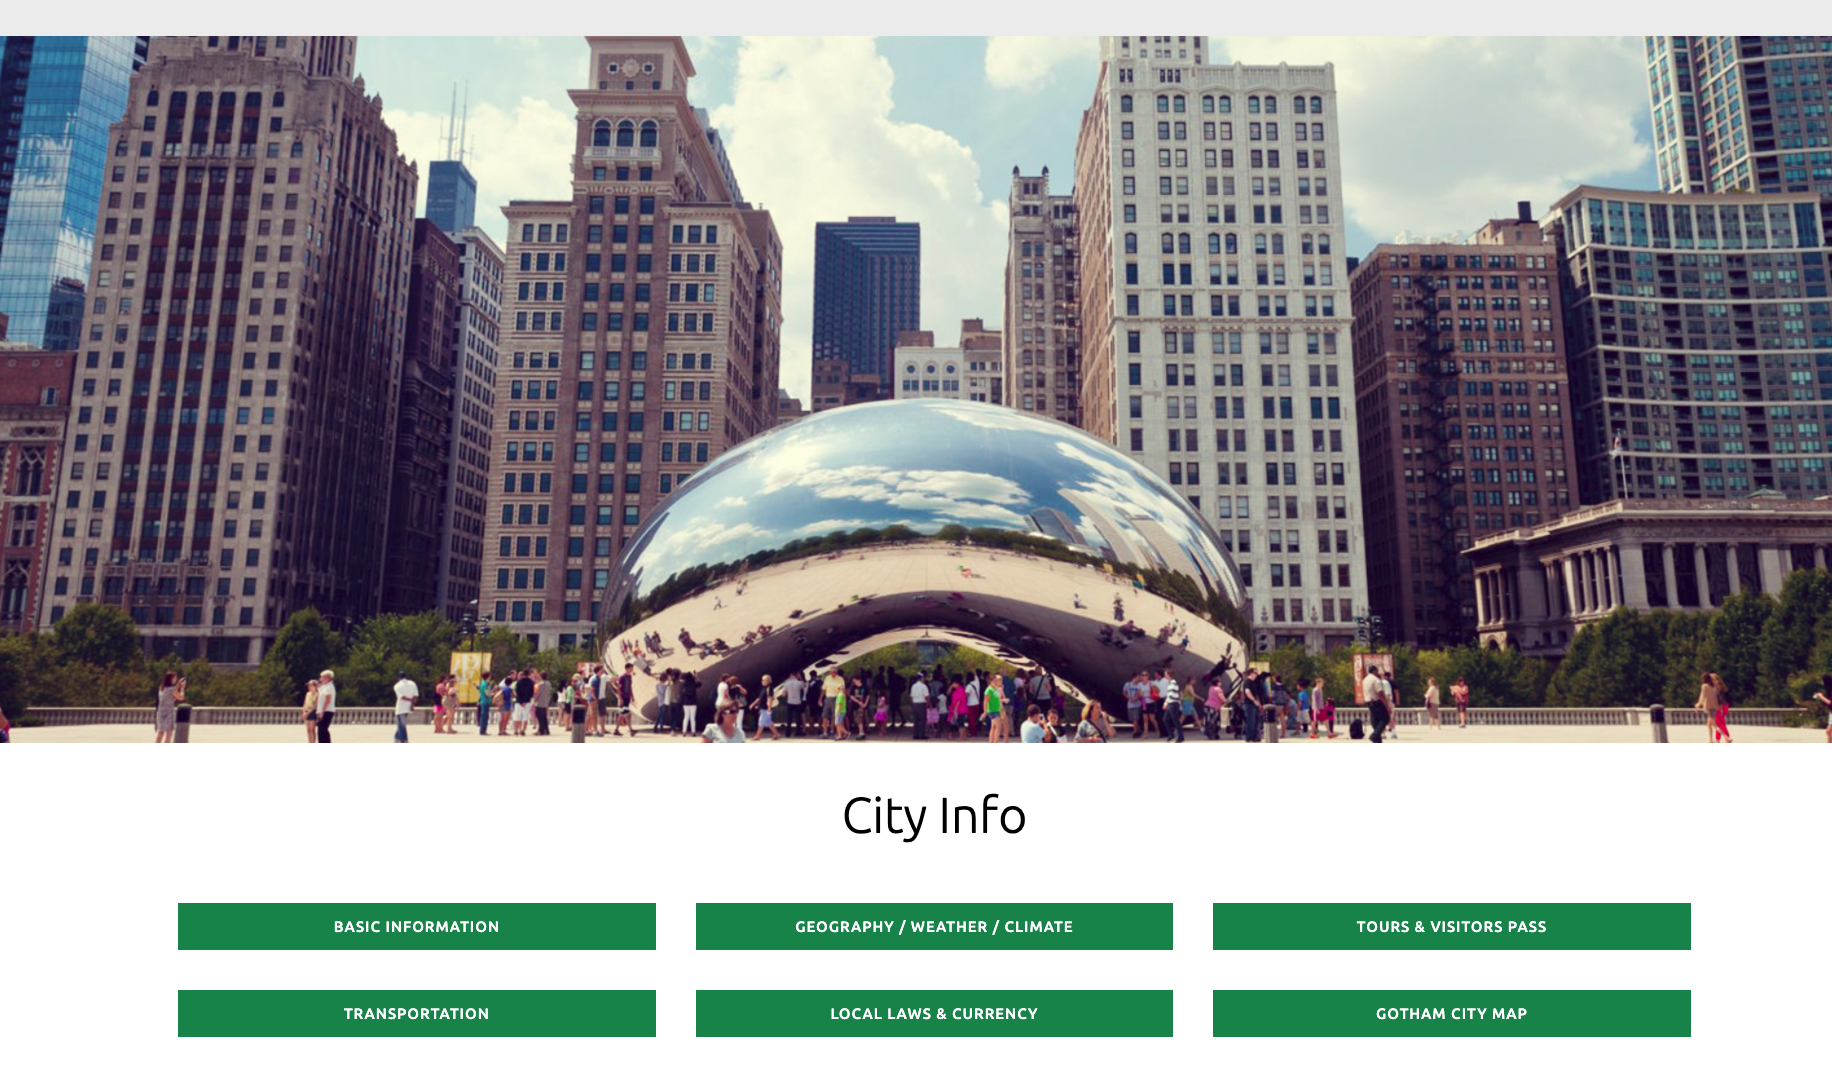 City Info
BASIC INFORMATION
GEOGRAPHY / WEATHER / CLIMATE
TOURS & VISITORS PASS
TRANSPORTATION
LOCAL LAWS & CURRENCY
GOTHAM CITY MAP